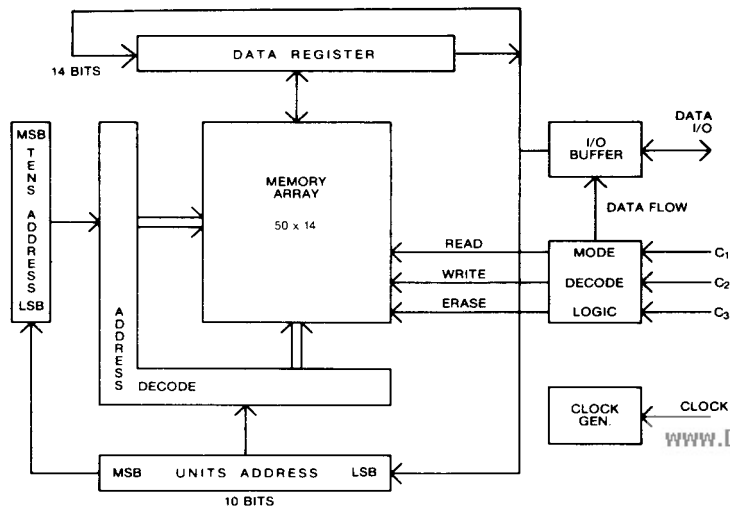 DATA REGISTER
14 BITS
MSB
TENS ADDRESS
LSB
ADDRESS
DECODE
MEMORY
ARRAY
50 x 14
I/O
BUFFER
DATA
I/O
DATA FLOW
READ
WRITE
ERASE
MODE
DECODE
LOGIC
C1
C2
C3
CLOCK
GEN.
CLOCK
MSB UNITS ADDRESS LSB
10 BITS